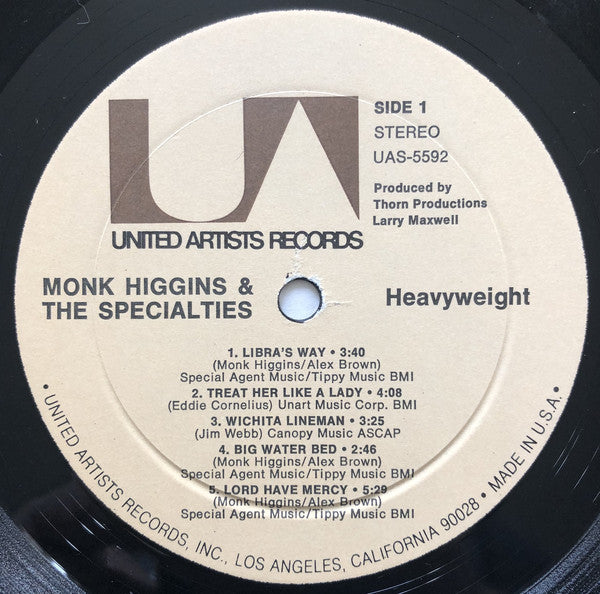 UA
SIDE 1
STEREO
UAS-5592
Produced by
Thorn Productions
Larry Maxwell
UNITED ARTISTS RECORDS
MONK HIGGINS &
THE SPECIALTIES
Heavyweight
1. LIBRA'S WAY • 3:40
(Monk Higgins/Alex Brown)
Special Agent Music/Tippy Music BMI
2. TREAT HER LIKE A LADY • 4:08
(Eddie Cornelius) Unart Music Corp. BMI
3. WICHITA LINEMAN • 3:25
(Jim Webb) Canopy Music ASCAP
4. BIG WATER BED • 2:46
(Monk Higgins/Alex Brown)
Special Agent Music/Tippy Music BMI
5. LORD HAVE MERCY • 5:29
(Monk Higgins/Alex Brown)
Special Agent Music/Tippy Music BMI
• UNITED ARTISTS RECORDS, INC., LOS ANGELES, CALIFORNIA 90028 • MADE IN U.S.A. •